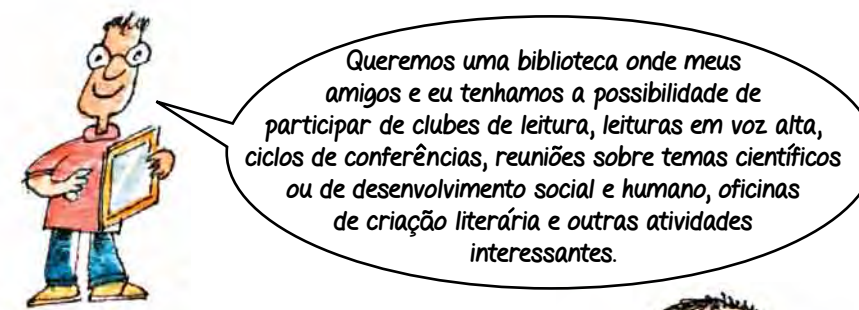 Queremos uma biblioteca onde meus
amigos e eu tenhamos a possibilidade de
participar de clubes de leitura, leituras em voz alta,
ciclos de conferências, reuniões sobre temas científicos
ou de desenvolvimento social e humano, oficinas
de criação literária e outras atividades
interessantes.